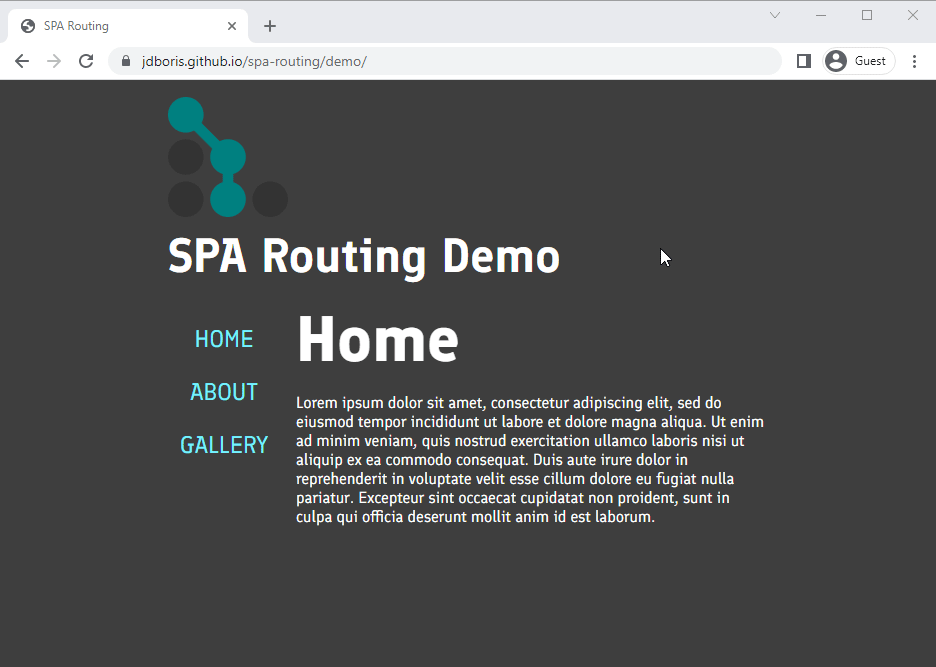 SPA Routing
jdboris.github.io/spa-routing/demo/
Guest
SPA Routing Demo
HOME
ABOUT
GALLERY
Home
Lorem ipsum dolor sit amet, consectetur adipiscing elit, sed do
eiusmod tempor incididunt ut labore et dolore magna aliqua. Ut enim
ad minim veniam, quis nostrud exercitation ullamco laboris nisi ut
aliquip ex ea commodo consequat. Duis aute irure dolor in
reprehenderit in voluptate velit esse cillum dolore eu fugiat nulla
pariatur. Excepteur sint occaecat cupidatat non proident, sunt in
culpa qui officia deserunt mollit anim id est laborum.